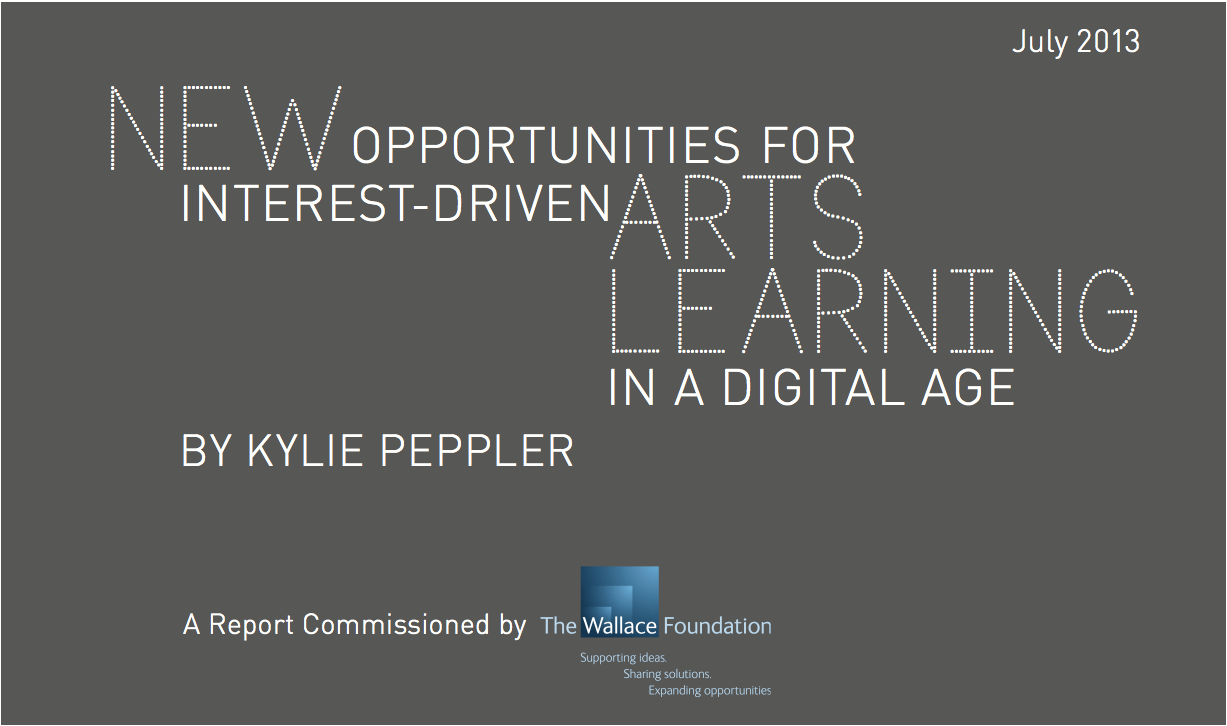 July 2013
NEW OPPORTUNITIES FOR
INTEREST-DRIVEN ARTS
LEARNING
IN A DIGITAL AGE
BY KYLIE PEPPLER
A Report Commissioned by The Wallace Foundation
Supporting ideas.
Sharing solutions.
Expanding opportunities